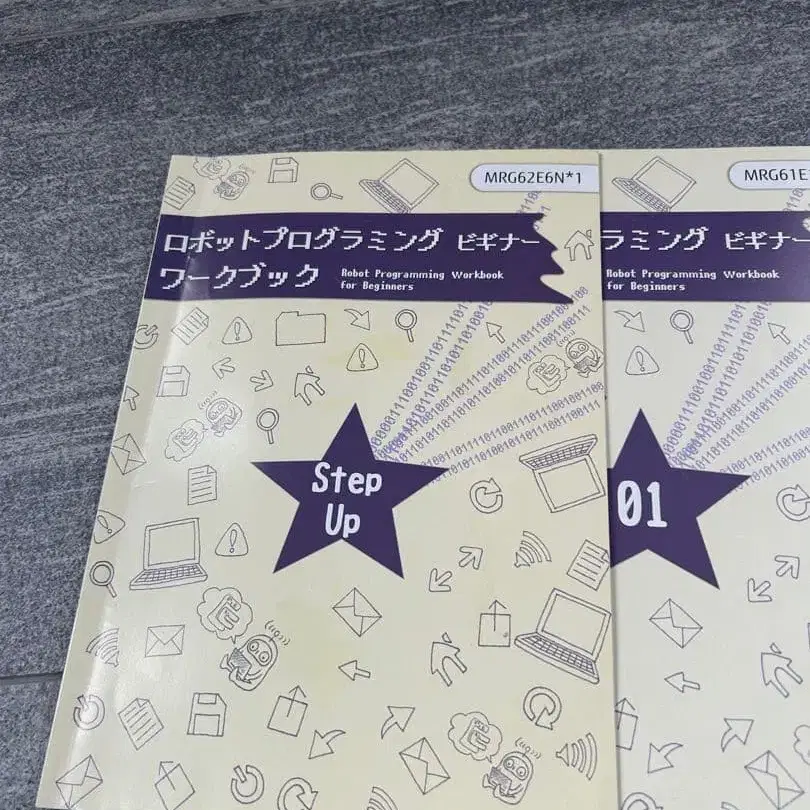 MRG62E6N*1
ロボットプログラミング ビギナー
ワークブック
Robot Programming Workbook
for Beginners
Step
Up
MRG61E
ラミング ビギナー
Robot Programming Workbook
for Beginners
01